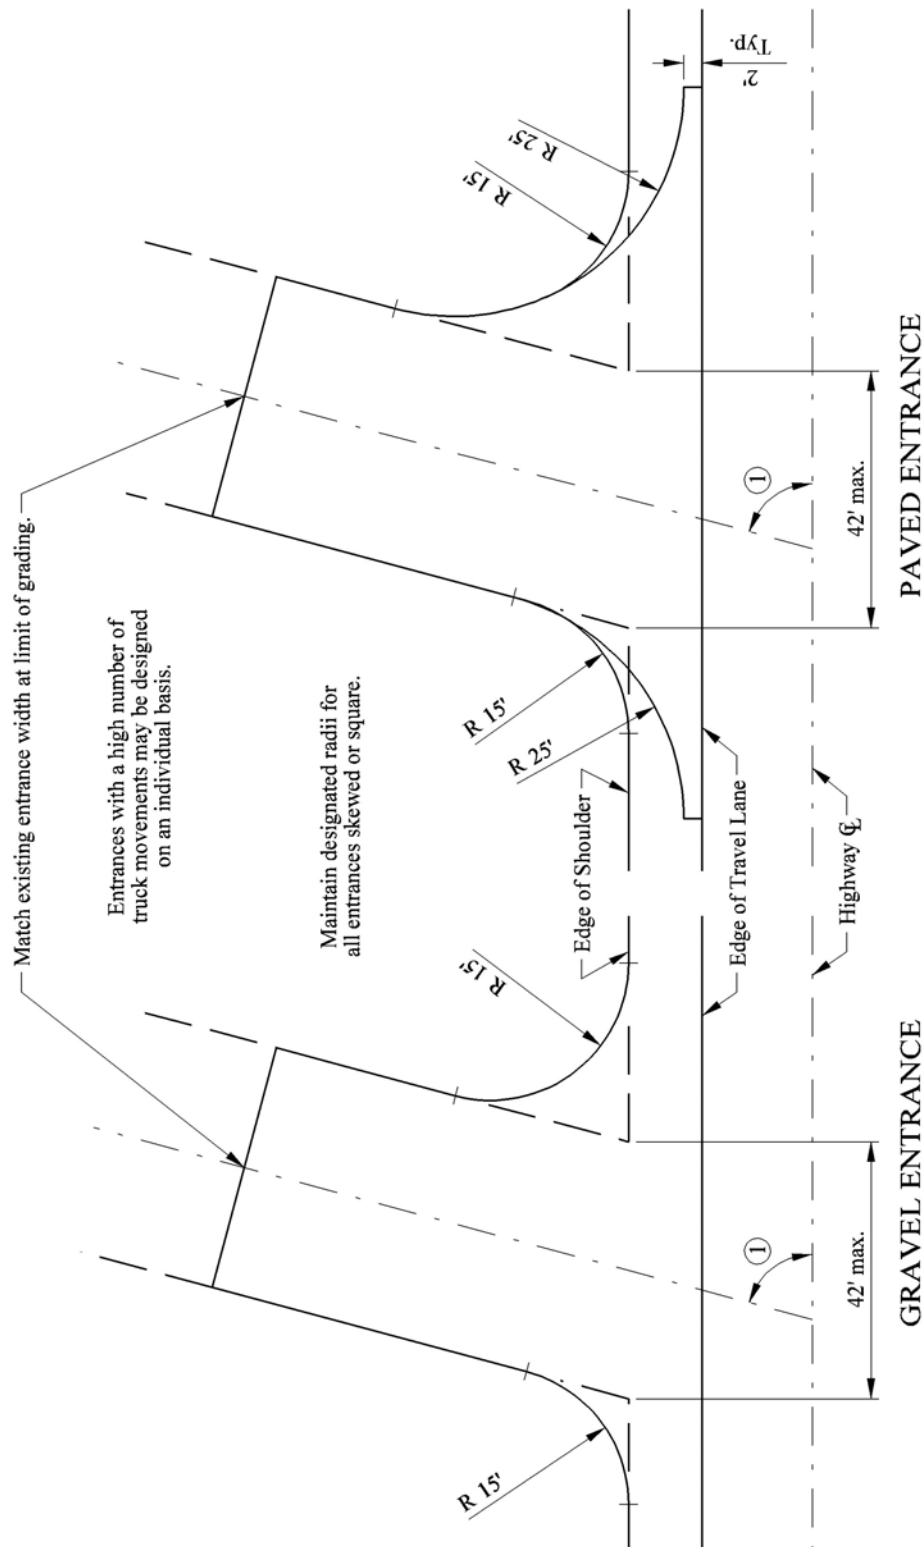 Match existing entrance width at limit of grading.
Entrances with a high number of
truck movements may be designed
on an individual basis.
Maintain designated radii for
all entrances skewed or square.
R 15'
R 15'
Edge of Shoulder
Edge of Travel Lane
Highway ℄
1
42' max.
GRAVEL ENTRANCE
R 15'
R 25'
R 15'
R 25'
2'
Typ.
1
42' max.
PAVED ENTRANCE